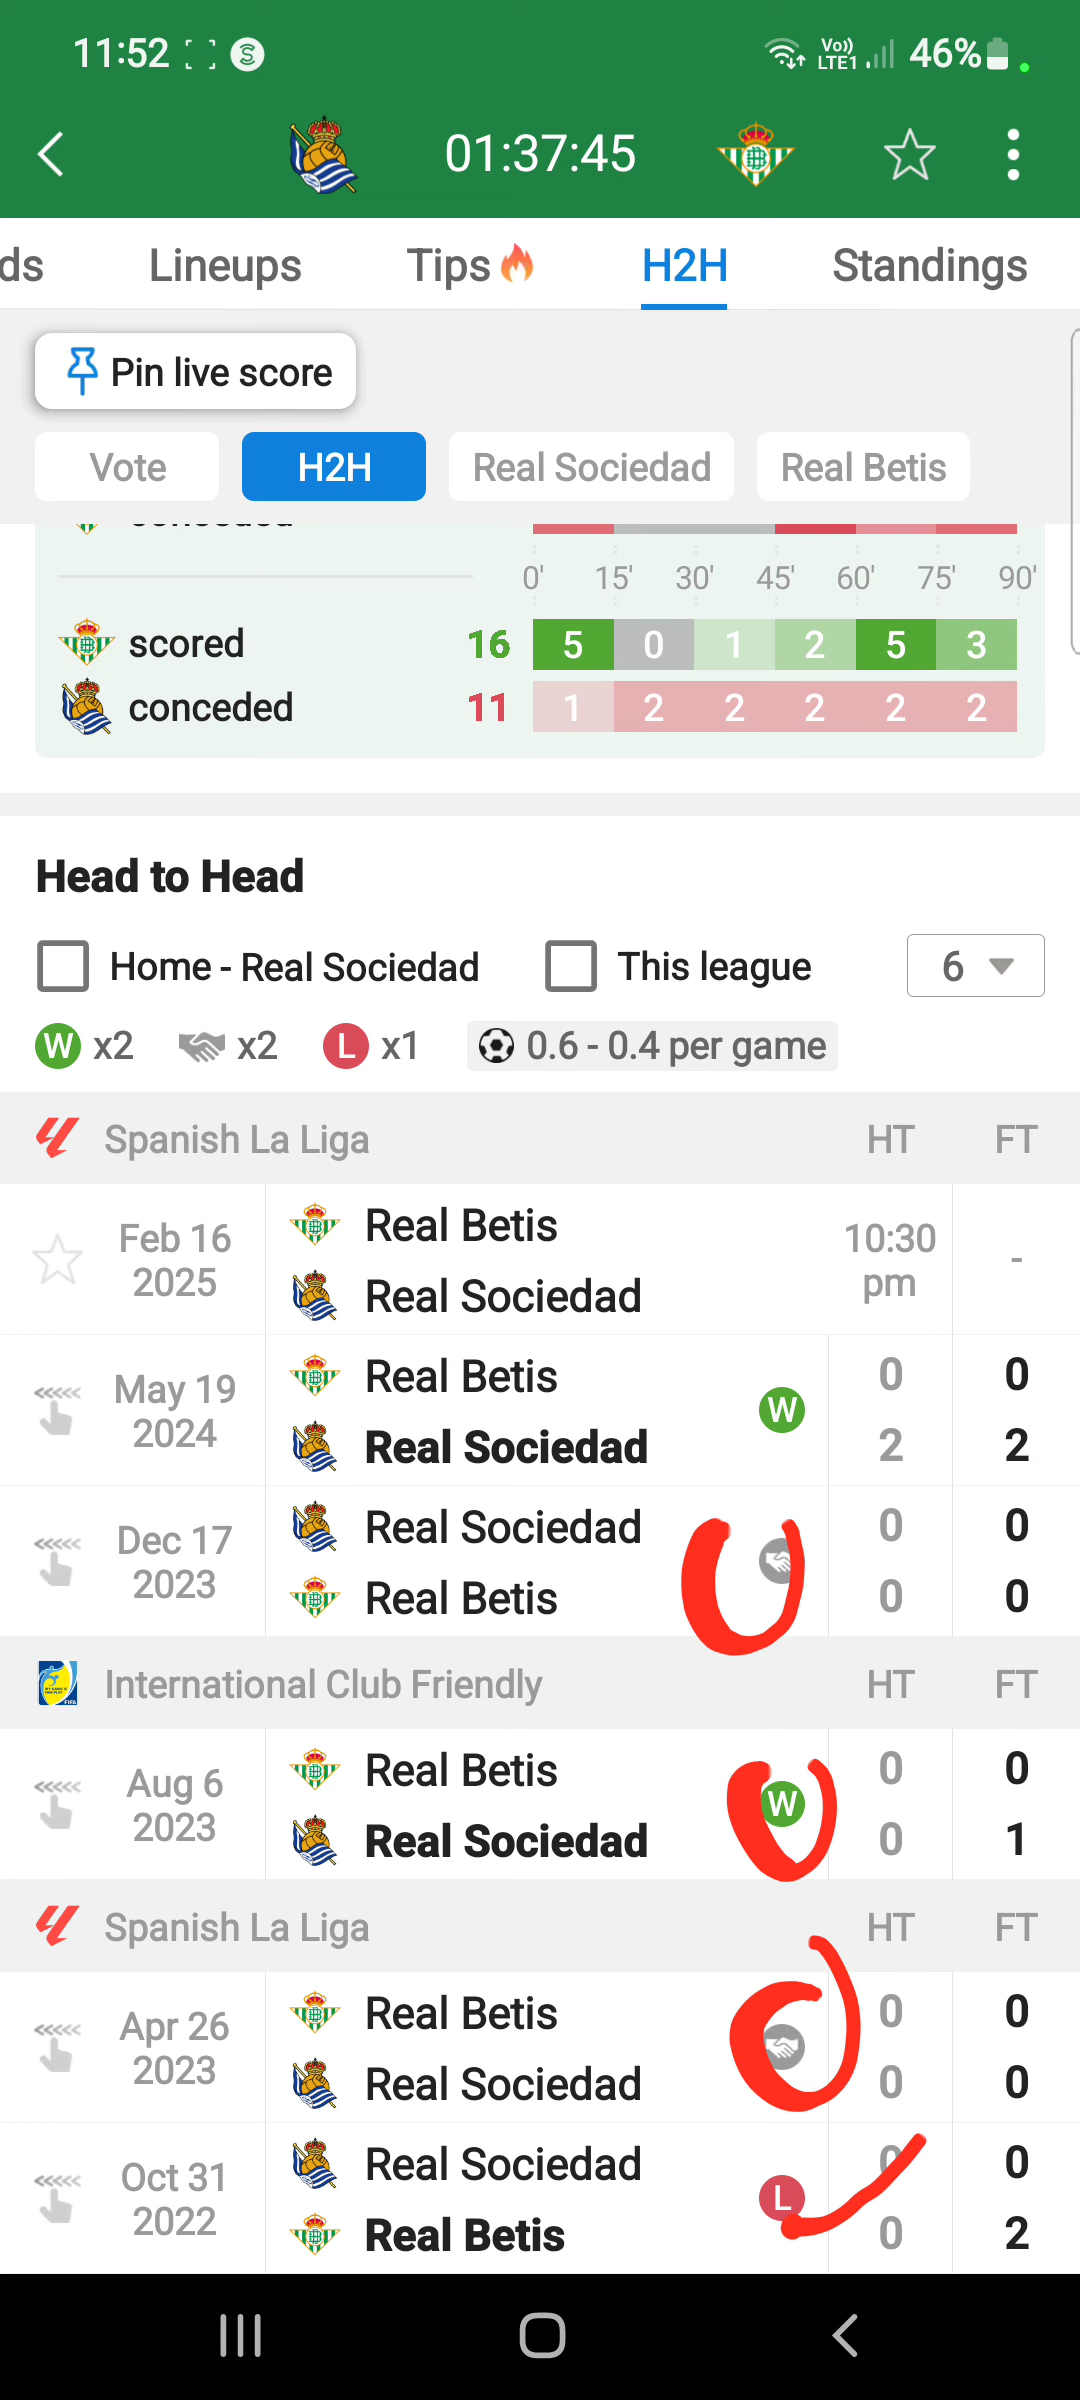 11:52 Vo)) LTE1 46%
01:37:45
ds Lineups Tips H2H Standings
Pin live score
Vote H2H Real Sociedad Real Betis
0' 15' 30' 45' 60' 75' 90'
scored 16 5 0 1 2 5 3
conceded 11 1 2 2 2 2 2
Head to Head
Home - Real Sociedad This league 6
W x2 x2 L x1 0.6 - 0.4 per game
Spanish La Liga HT FT
Feb 16 2025 Real Betis 10:30 pm -
Real Sociedad
May 19 2024 Real Betis W 0 0
Real Sociedad 2 2
Dec 17 2023 Real Sociedad 0 0
Real Betis 0 0
International Club Friendly HT FT
Aug 6 2023 Real Betis W 0 0
Real Sociedad 0 1
Spanish La Liga HT FT
Apr 26 2023 Real Betis 0 0
Real Sociedad 0 0
Oct 31 2022 Real Sociedad L 0 0
Real Betis 0 2